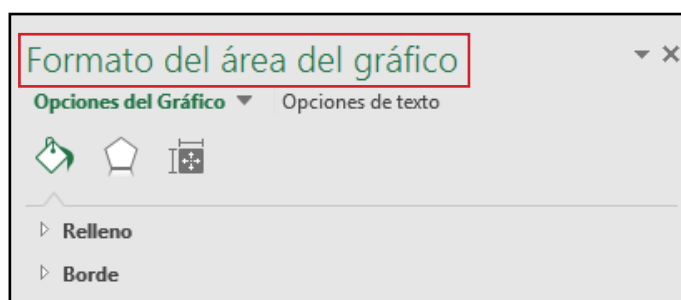 Formato del área del gráfico
Opciones del Gráfico Opciones de texto
Relleno
Borde